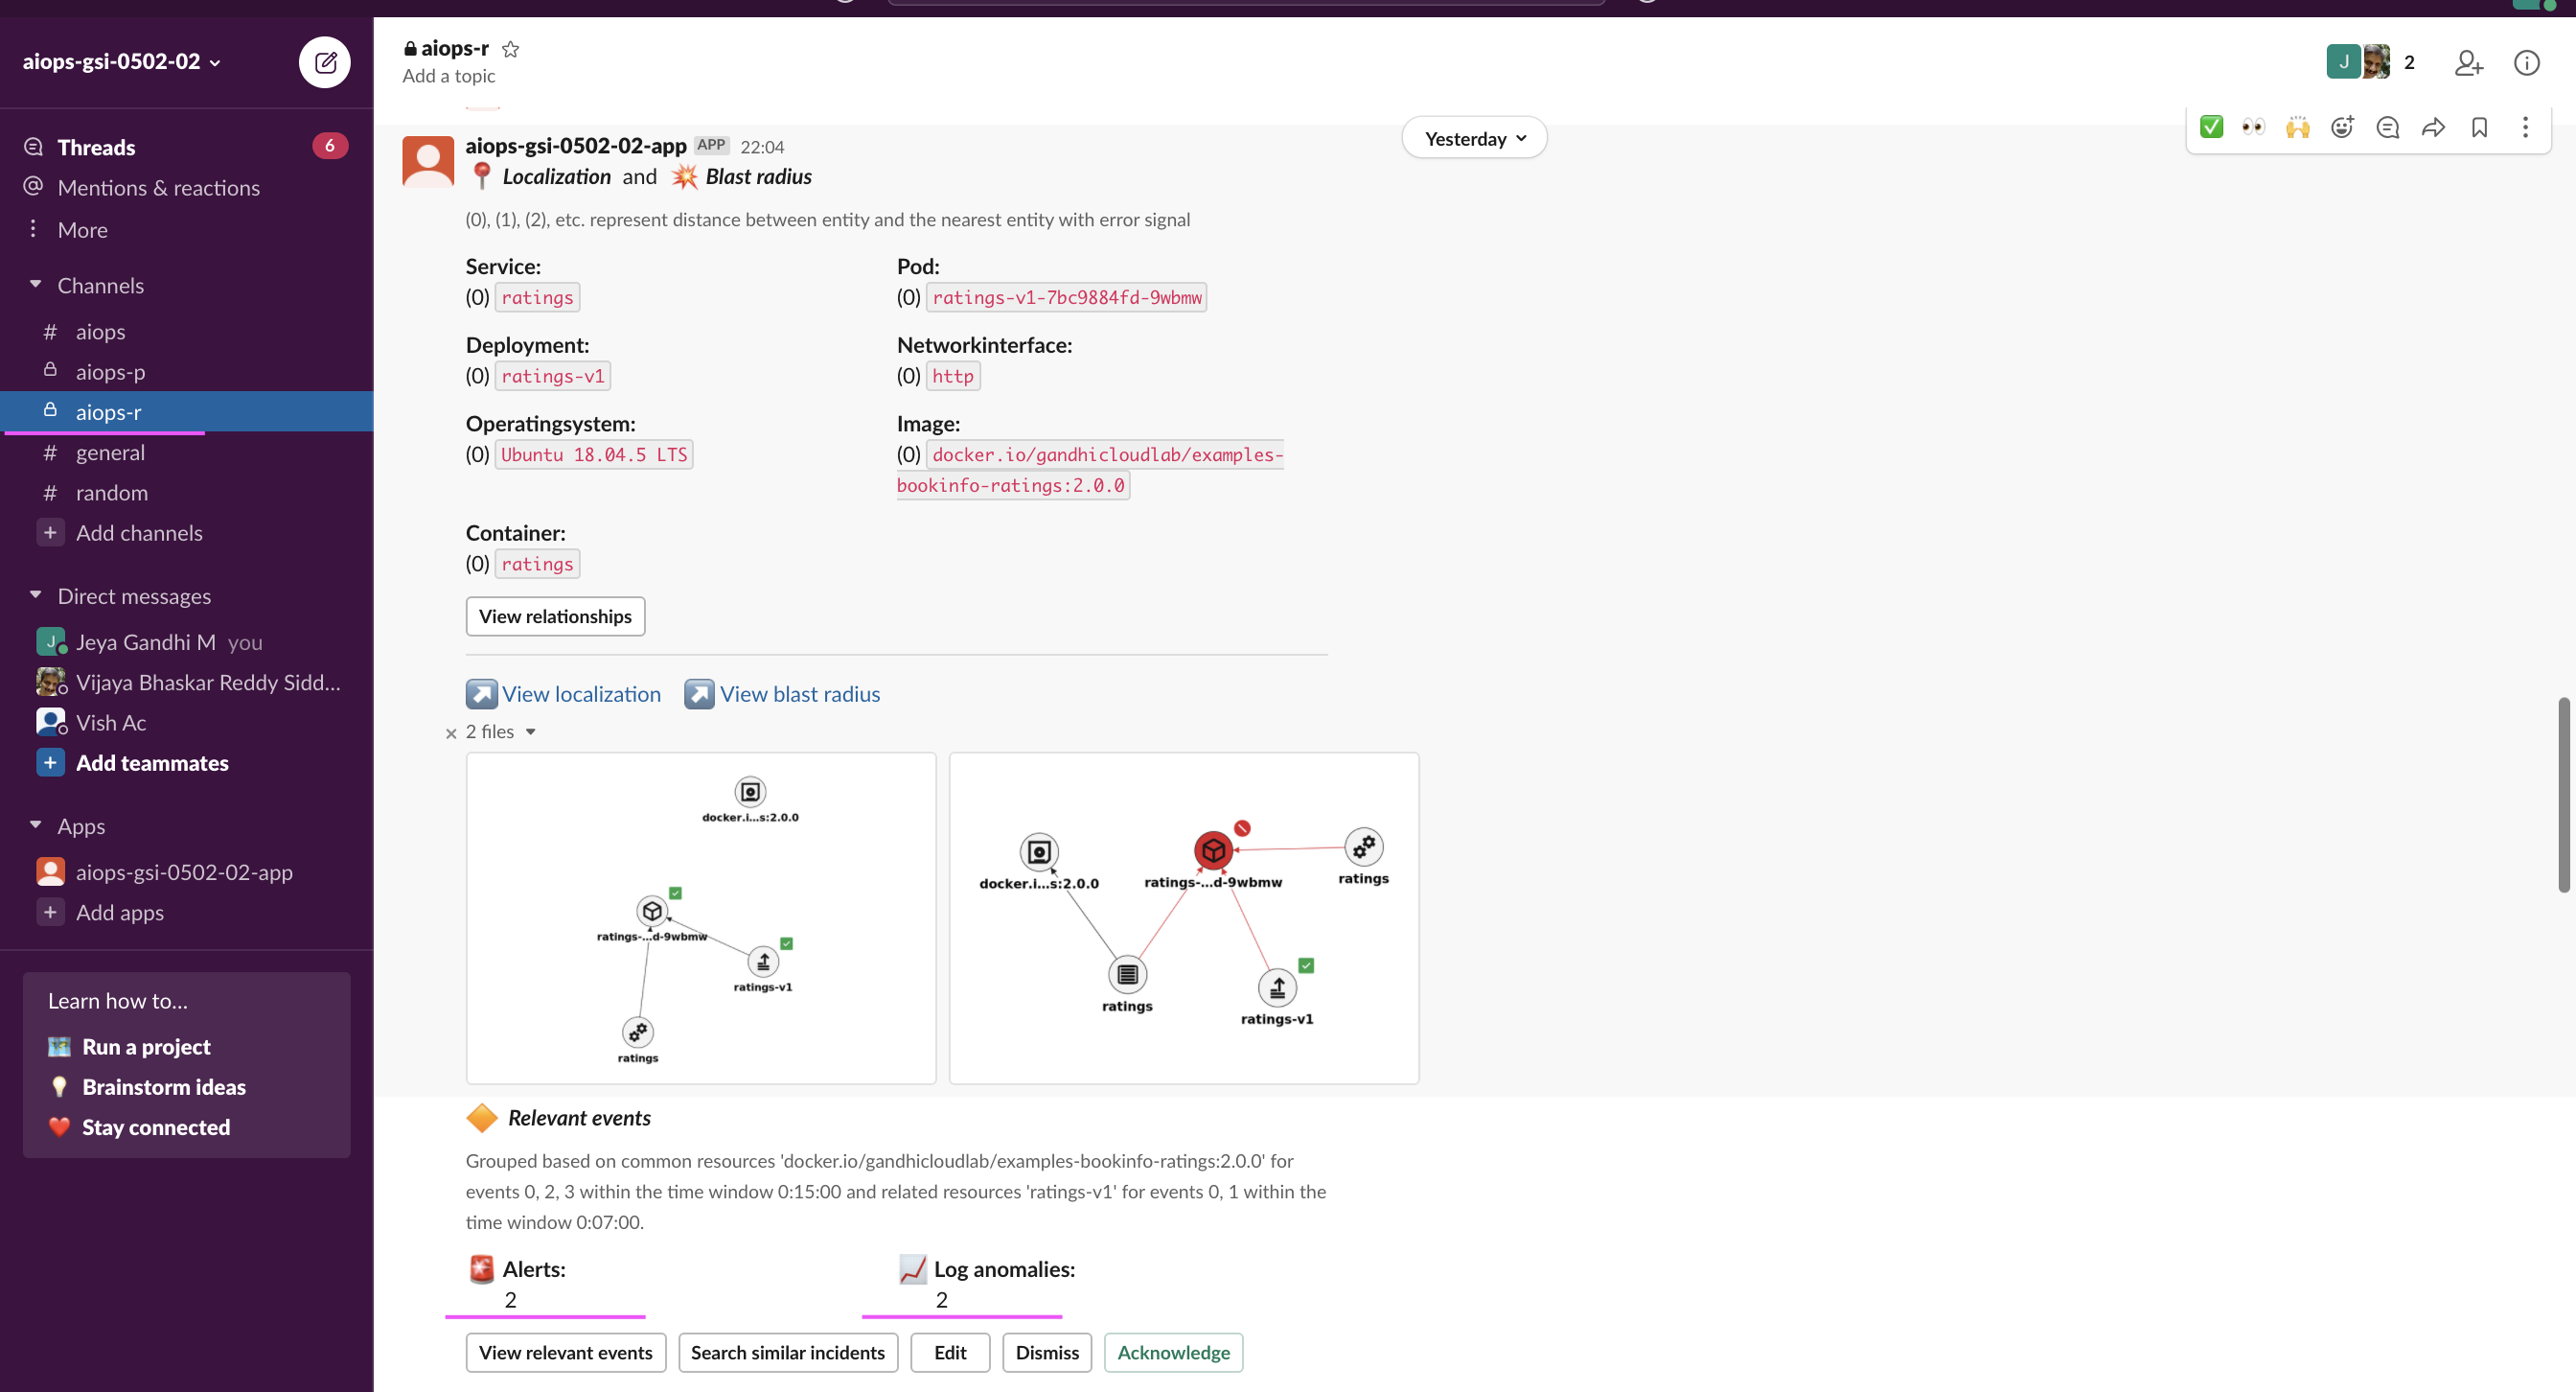 aiops-gsi-0502-02
Threads
6
Mentions & reactions
More
Channels
# aiops
aiops-p
aiops-r
# general
# random
+ Add channels
Direct messages
J Jeya Gandhi M you
Vijaya Bhaskar Reddy Sidd...
Vish Ac
+ Add teammates
Apps
aiops-gsi-0502-02-app
+ Add apps
Learn how to...
Run a project
Brainstorm ideas
Stay connected
aiops-r
Add a topic
J
2
Yesterday
aiops-gsi-0502-02-app APP 22:04
Localization and Blast radius
(0), (1), (2), etc. represent distance between entity and the nearest entity with error signal
Service:
(0) ratings
Pod:
(0) ratings-v1-7bc9884fd-9wbmw
Deployment:
(0) ratings-v1
Networkinterface:
(0) http
Operatingsystem:
(0) Ubuntu 18.04.5 LTS
Image:
(0) docker.io/gandhicloudlab/examples-
bookinfo-ratings:2.0.0
Container:
(0) ratings
View relationships
View localization View blast radius
2 files
docker.i...s:2.0.0
ratings-...d-9wbmw
ratings-v1
ratings
docker.i...s:2.0.0
ratings-...d-9wbmw
ratings
ratings
ratings-v1
Relevant events
Grouped based on common resources 'docker.io/gandhicloudlab/examples-bookinfo-ratings:2.0.0' for
events 0, 2, 3 within the time window 0:15:00 and related resources 'ratings-v1' for events 0, 1 within the
time window 0:07:00.
Alerts:
2
Log anomalies:
2
View relevant events Search similar incidents Edit Dismiss Acknowledge